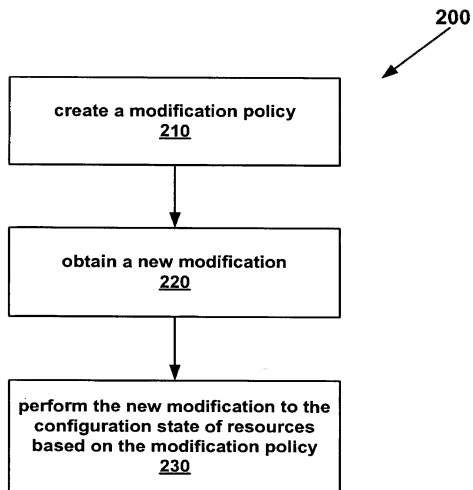 200
create a modification policy
210
obtain a new modification
220
perform the new modification to the
configuration state of resources
based on the modification policy
230